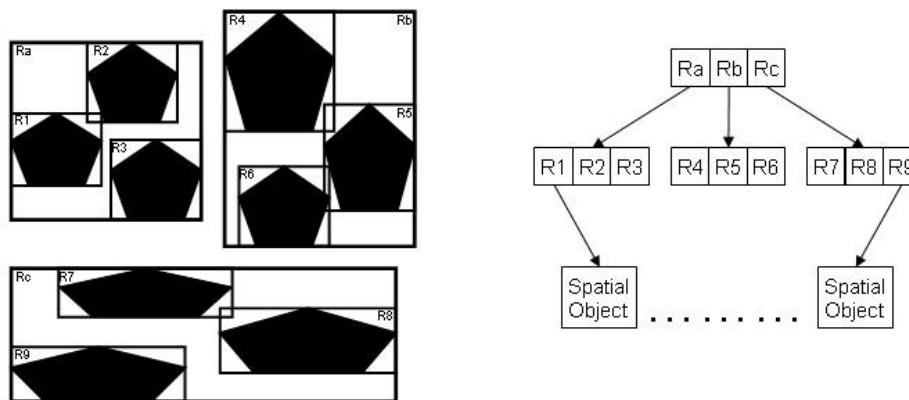 Ra
R2
R1
R3
R4
Rb
R5
R6
Rc
R7
R8
R9
Ra Rb Rc
R1 R2 R3
R4 R5 R6
R7 R8 R9
Spatial
Object
Spatial
Object